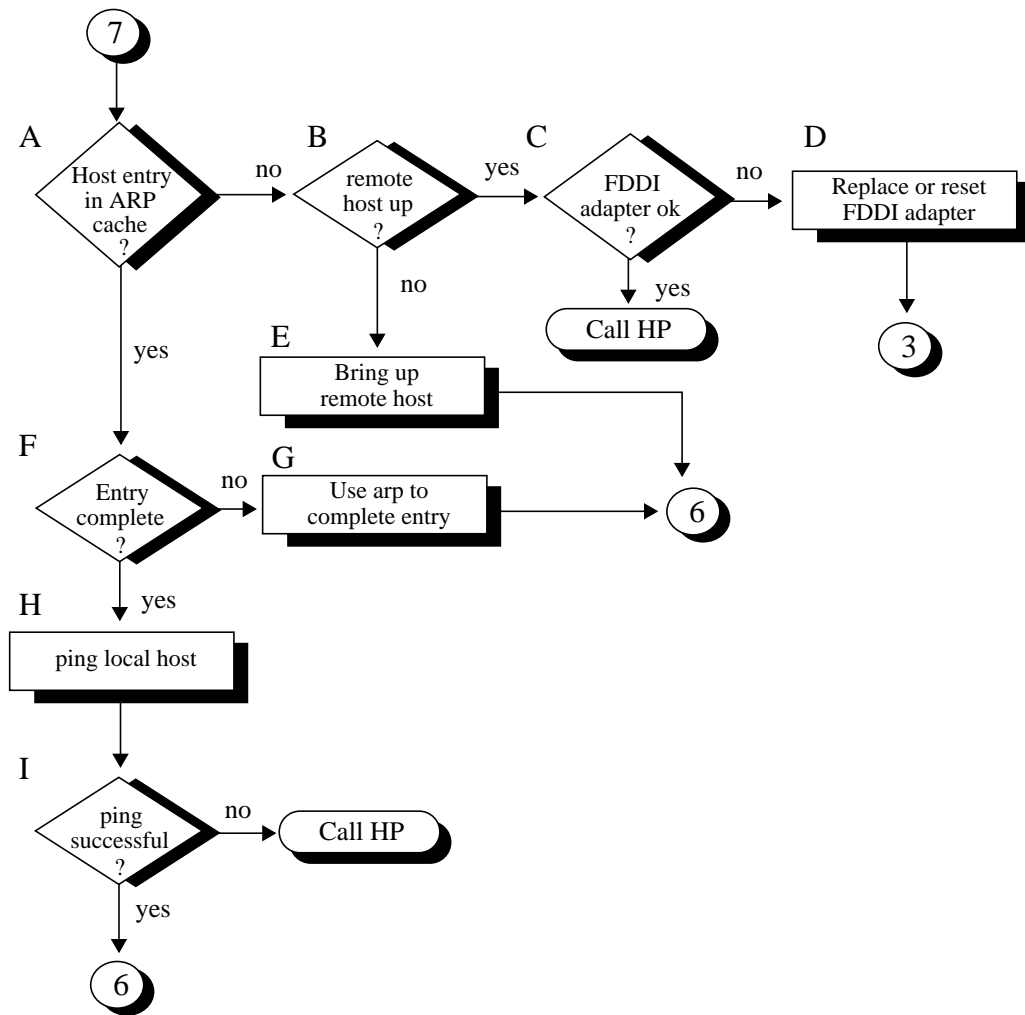 7
A
Host entry
in ARP
cache
?
no
B
remote
host up
?
yes
C
FDDI
adapter ok
?
no
D
Replace or reset
FDDI adapter
yes
no
yes
Call HP
3
E
Bring up
remote host
F
Entry
complete
?
no
G
Use arp to
complete entry
6
yes
H
ping local host
I
ping
successful
?
no
Call HP
yes
6